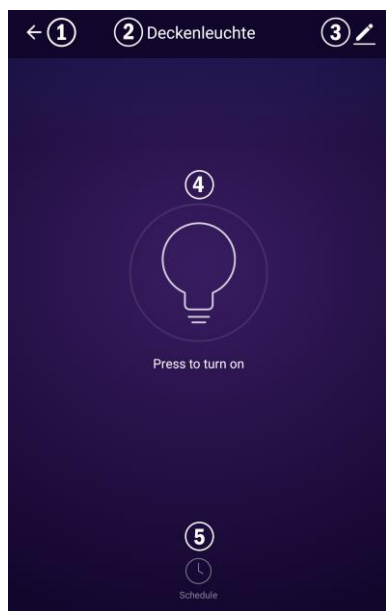 ① ② Deckenleuchte ③
④
Press to turn on
⑤
Schedule